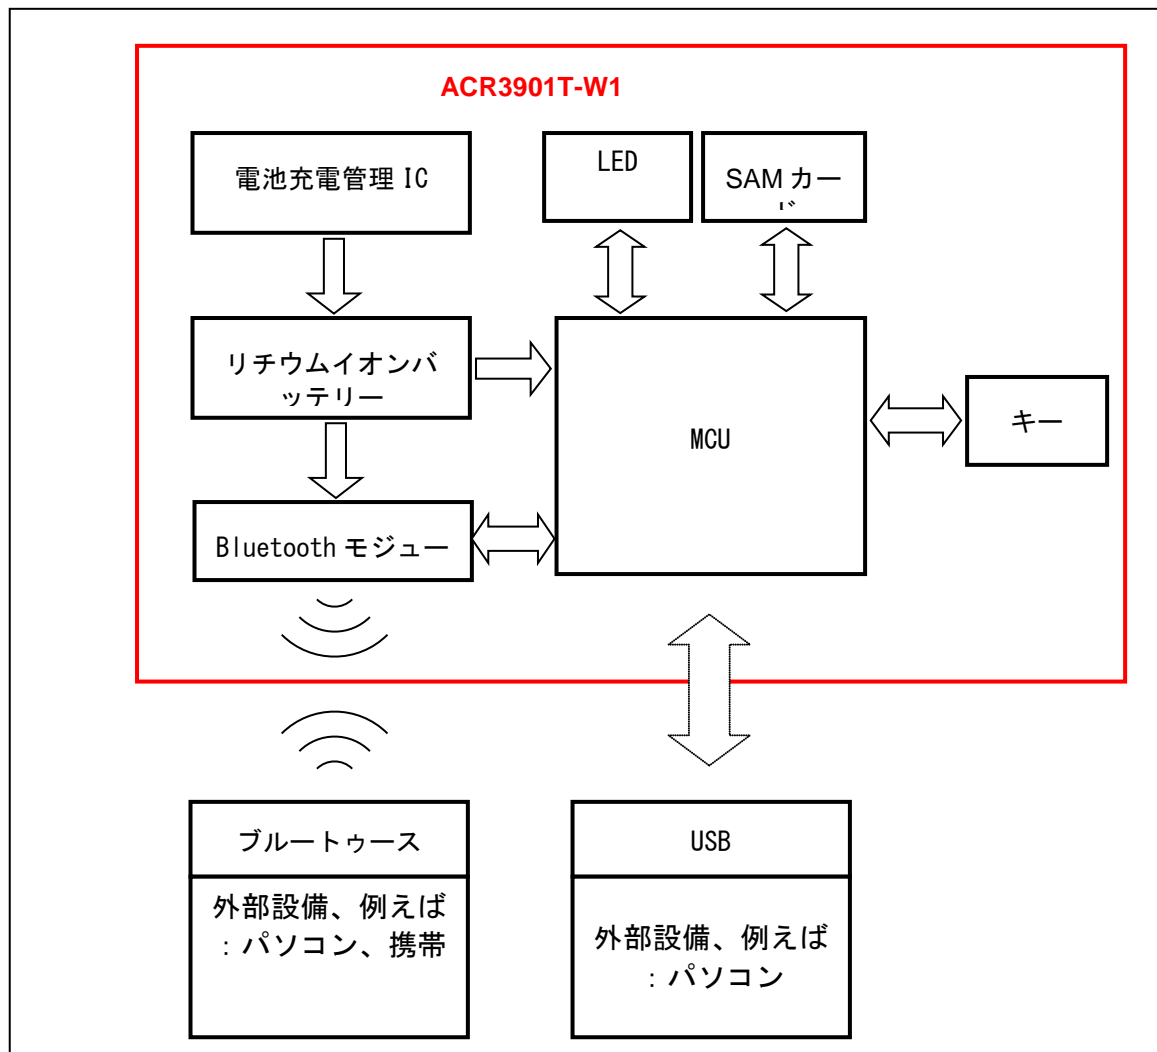 ACR3901T-W1
電池充電管理 IC
LED
SAM カー
ド
リチウムイオンバ
ッテリー
MCU
キー
Bluetooth モジュー
ブルートゥース
USB
外部設備、例えば
：パソコン、携帯
外部設備、例えば
：パソコン